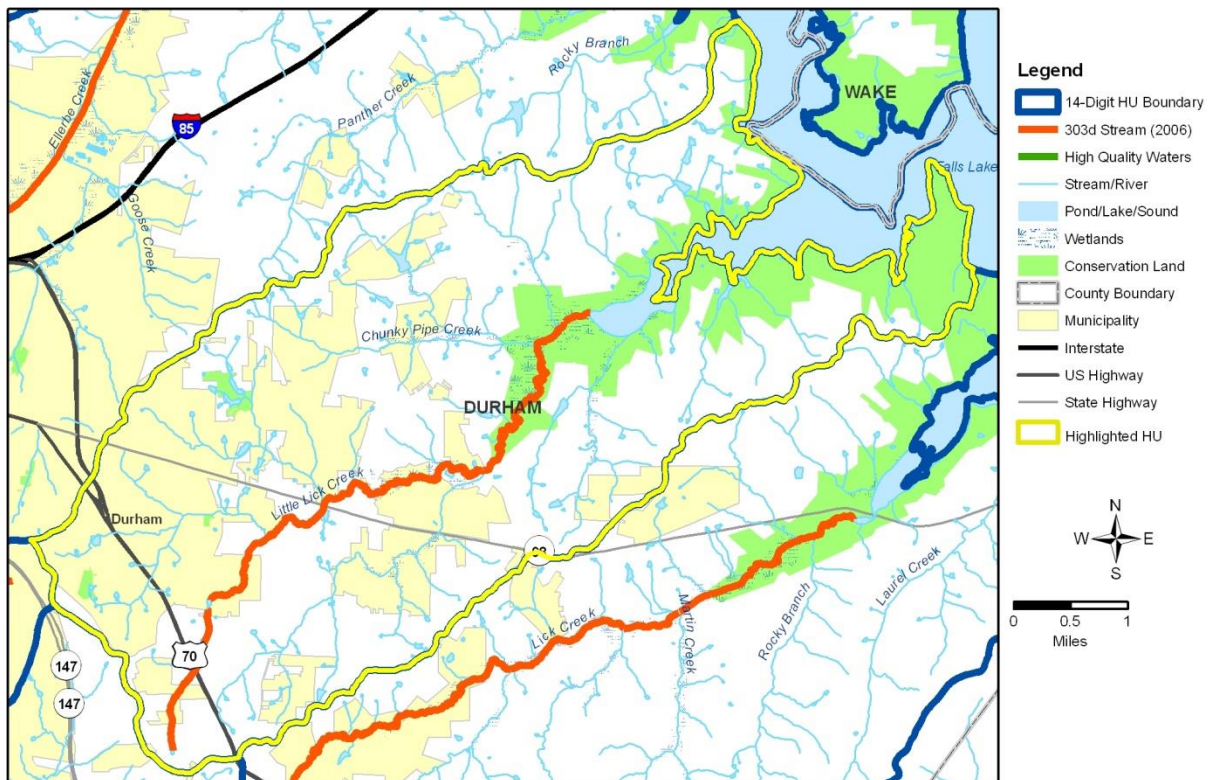 Rocky Branch
WAKE
Panther Creek
Ellerbe Creek
85
Falls Lake
Goose Creek
Chunky Pipe Creek
DURHAM
Little Lick Creek
Durham
Lick Creek
Martin Creek
Rocky Branch
Laurel Creek
70
147
147
Legend
14-Digit HU Boundary
303d Stream (2006)
High Quality Waters
Stream/River
Pond/Lake/Sound
Wetlands
Conservation Land
County Boundary
Municipality
Interstate
US Highway
State Highway
Highlighted HU
N
W E
S
0 0.5 1
Miles